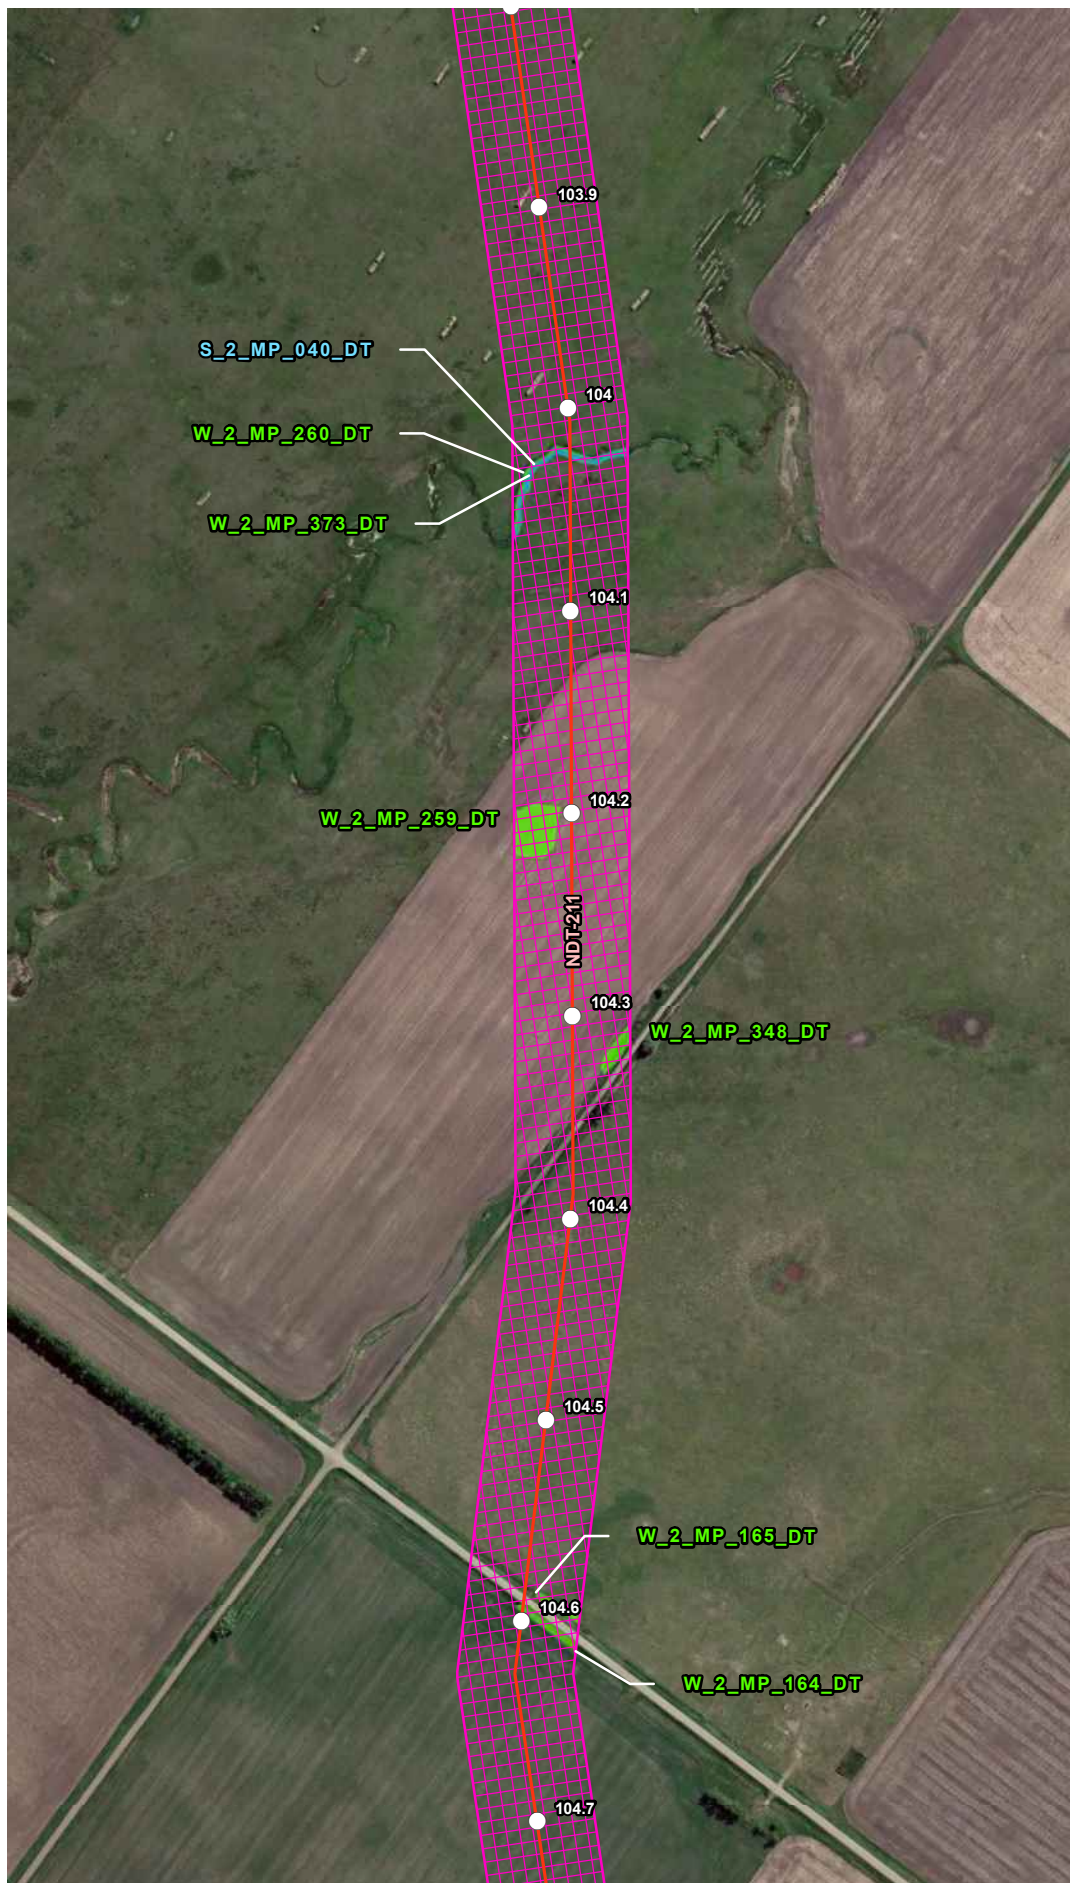 103.9
S_2_MP_040_DT
104
W_2_MP_260_DT
W_2_MP_373_DT
104.1
104.2
W_2_MP_259_DT
NDT-211
104.3
W_2_MP_348_DT
104.4
104.5
W_2_MP_165_DT
104.6
W_2_MP_164_DT
104.7